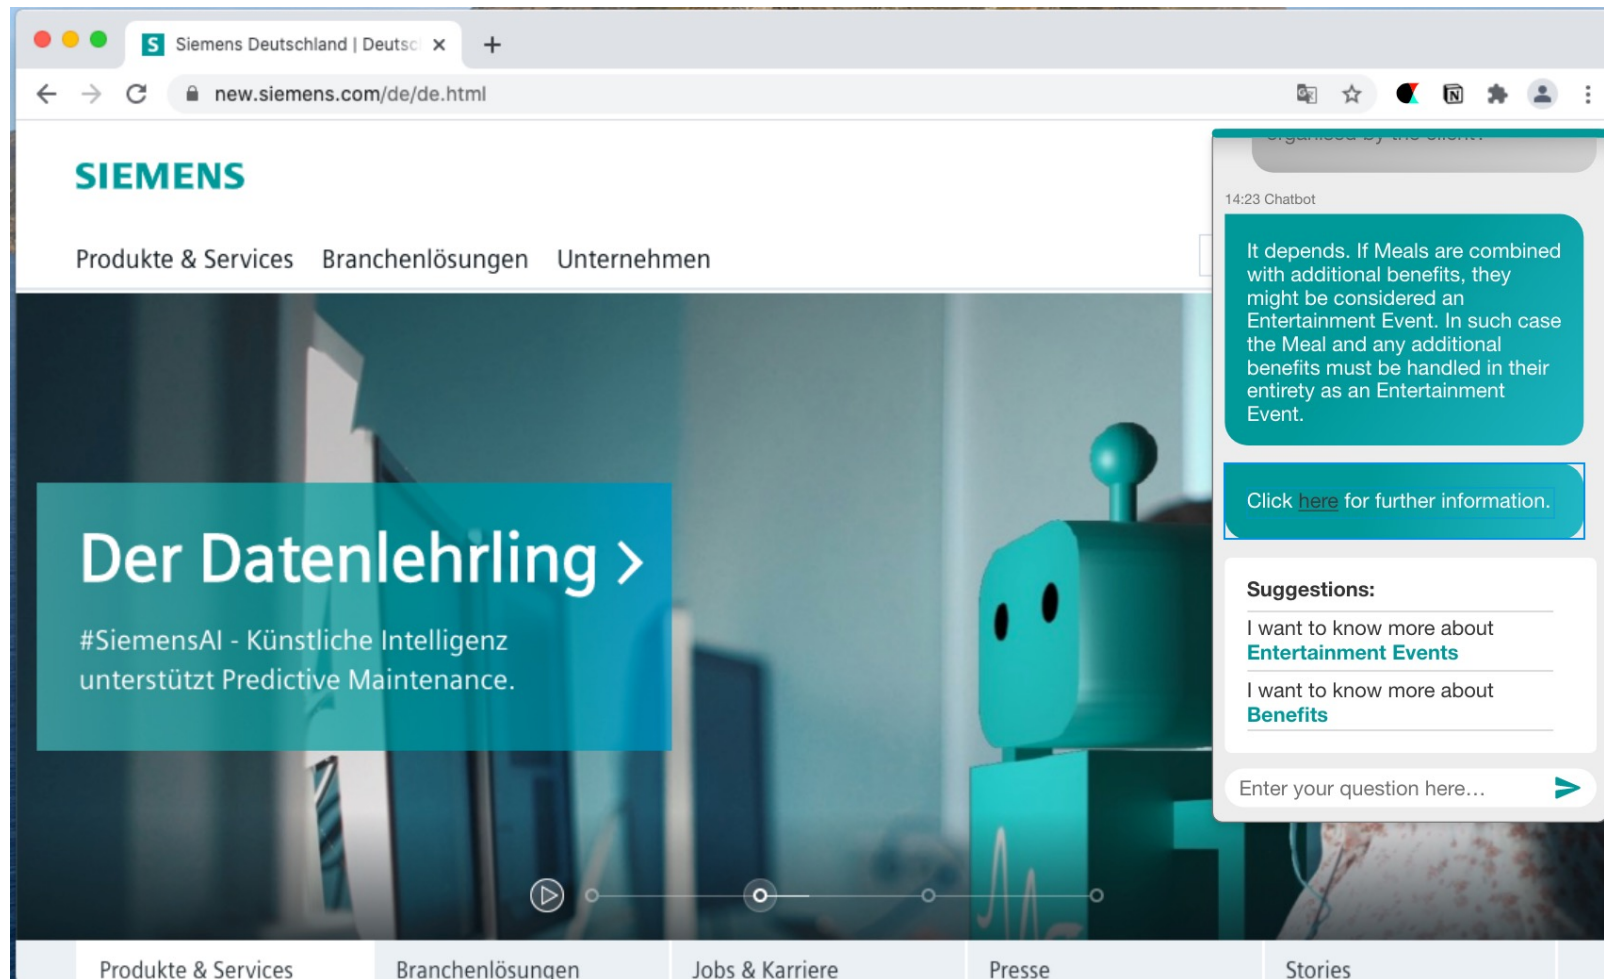 Siemens Deutschland | Deutsc
new.siemens.com/de/de.html
SIEMENS
Produkte & Services Branchenlösungen Unternehmen
Der Datenlehrling >
#SiemensAI - Künstliche Intelligenz
unterstützt Predictive Maintenance.
organised by the client?
14:23 Chatbot
It depends. If Meals are combined
with additional benefits, they
might be considered an
Entertainment Event. In such case
the Meal and any additional
benefits must be handled in their
entirety as an Entertainment
Event.
Click here for further information.
Suggestions:
I want to know more about
Entertainment Events
I want to know more about
Benefits
Enter your question here...
Produkte & Services Branchenlösungen Jobs & Karriere Presse Stories